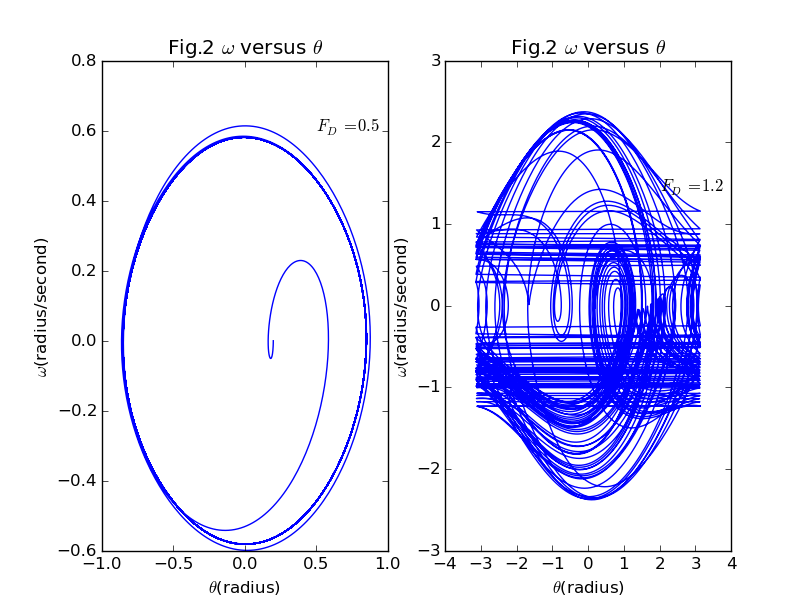 Fig.2 ω versus θ
0.8
0.6
0.4
0.2
0.0
−0.2
−0.4
−0.6
−1.0 −0.5 0.0 0.5 1.0
ω(radius/second)
θ(radius)
F_D =0.5
Fig.2 ω versus θ
3
2
1
0
−1
−2
−3
−4 −3 −2 −1 0 1 2 3 4
ω(radius/second)
θ(radius)
F_D =1.2